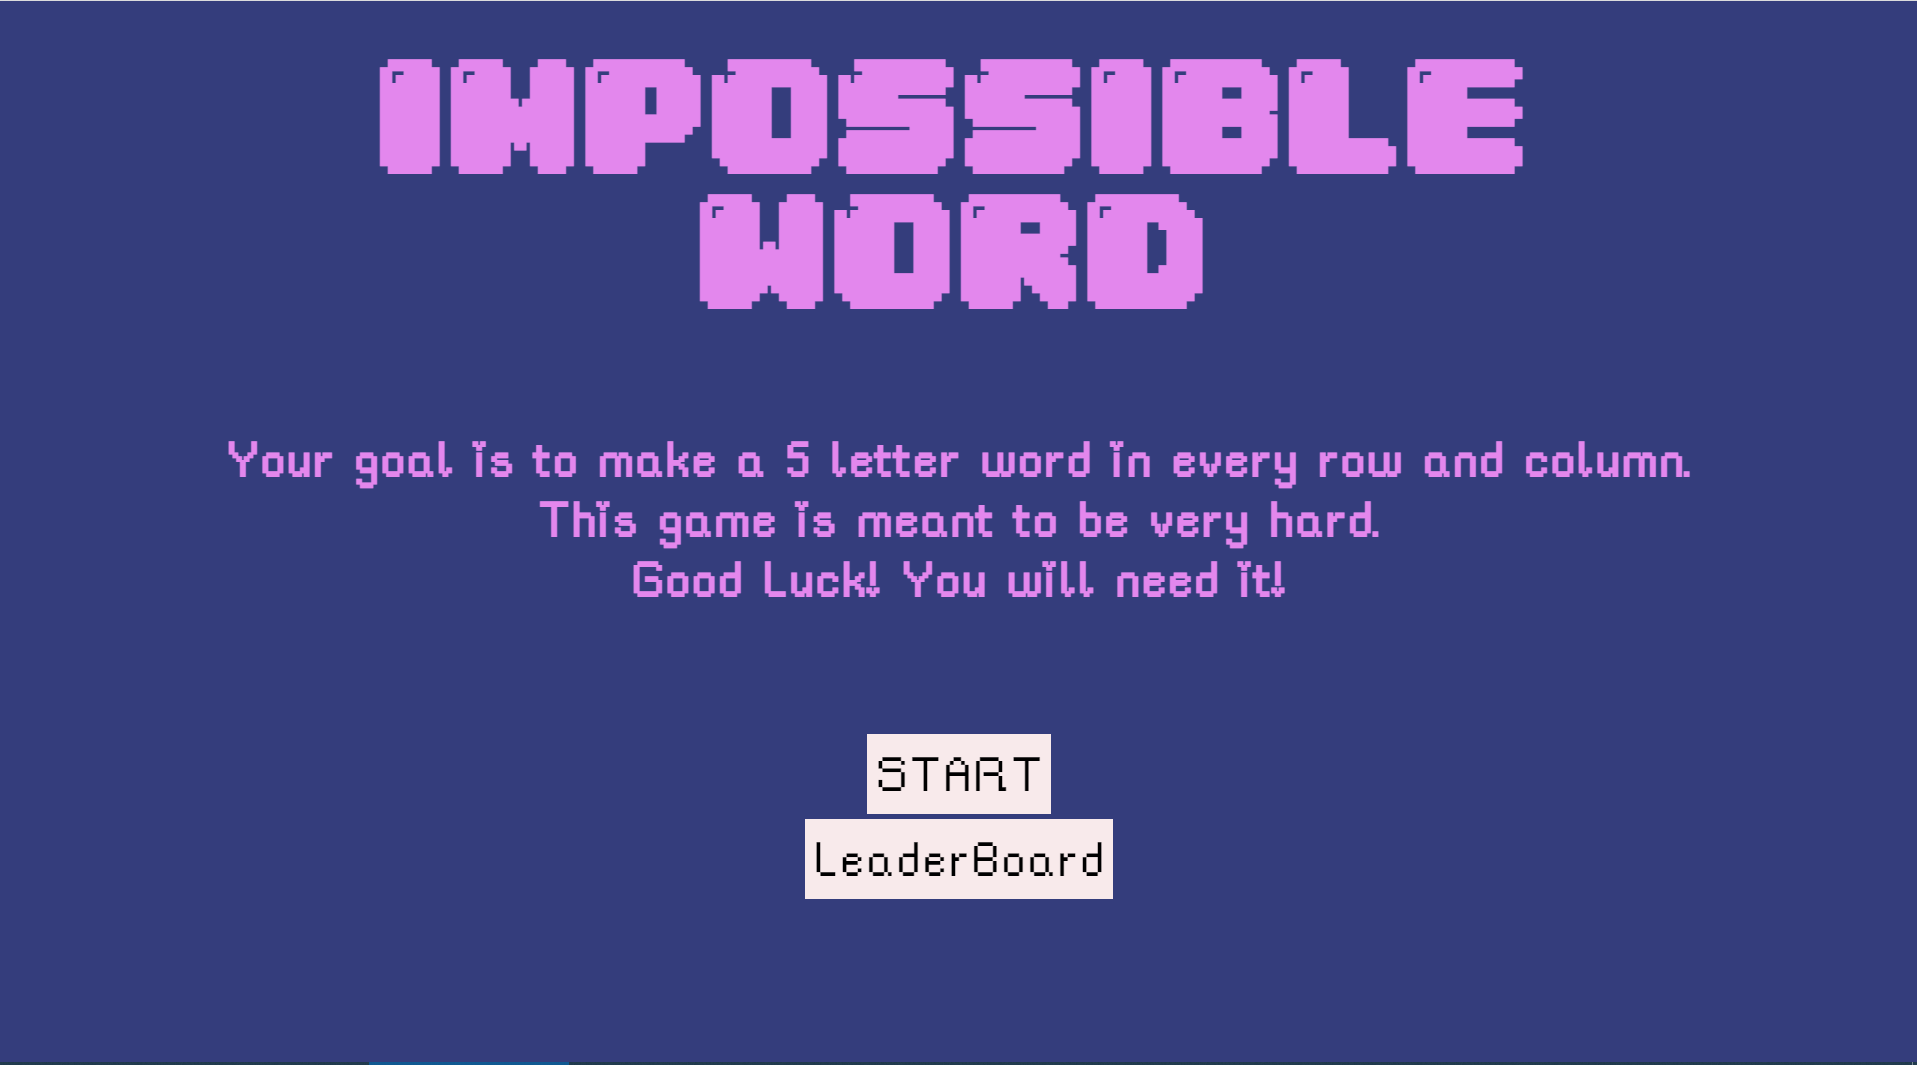 IMPOSSIBLE
WORD
Your goal is to make a 5 letter word in every row and column.
This game is meant to be very hard.
Good Luck! You will need it!
START
LeaderBoard